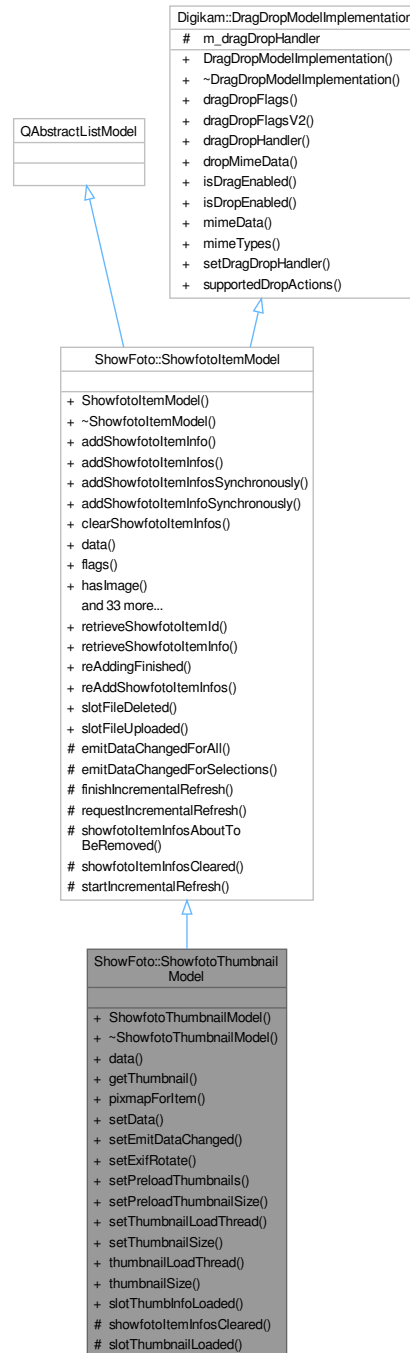 Digikam::DragDropModelImplementation
# m_dragDropHandler
+ DragDropModelImplementation()
+ ~DragDropModelImplementation()
+ dragDropFlags()
+ dragDropFlagsV2()
+ dragDropHandler()
+ dropMimeData()
+ isDragEnabled()
+ isDropEnabled()
+ mimeData()
+ mimeTypes()
+ setDragDropHandler()
+ supportedDropActions()
QAbstractListModel
ShowFoto::ShowfotoItemModel
+ ShowfotoItemModel()
+ ~ShowfotoItemModel()
+ addShowfotoItemInfo()
+ addShowfotoItemInfos()
+ addShowfotoItemInfosSynchronously()
+ addShowfotoItemInfoSynchronously()
+ clearShowfotoItemInfos()
+ data()
+ flags()
+ hasImage()
and 33 more...
+ retrieveShowfotoItemId()
+ retrieveShowfotoItemInfo()
+ reAddingFinished()
+ reAddShowfotoItemInfos()
+ slotFileDeleted()
+ slotFileUploaded()
# emitDataChangedForAll()
# emitDataChangedForSelections()
# finishIncrementalRefresh()
# requestIncrementalRefresh()
# showfotoItemInfosAboutTo
BeRemoved()
# showfotoItemInfosCleared()
# startIncrementalRefresh()
ShowFoto::ShowfotoThumbnail
Model
+ ShowfotoThumbnailModel()
+ ~ShowfotoThumbnailModel()
+ data()
+ getThumbnail()
+ pixmapForItem()
+ setData()
+ setEmitDataChanged()
+ setExifRotate()
+ setPreloadThumbnails()
+ setPreloadThumbnailSize()
+ setThumbnailLoadThread()
+ setThumbnailSize()
+ thumbnailLoadThread()
+ thumbnailSize()
+ slotThumbInfoLoaded()
# showfotoItemInfosCleared()
# slotThumbnailLoaded()